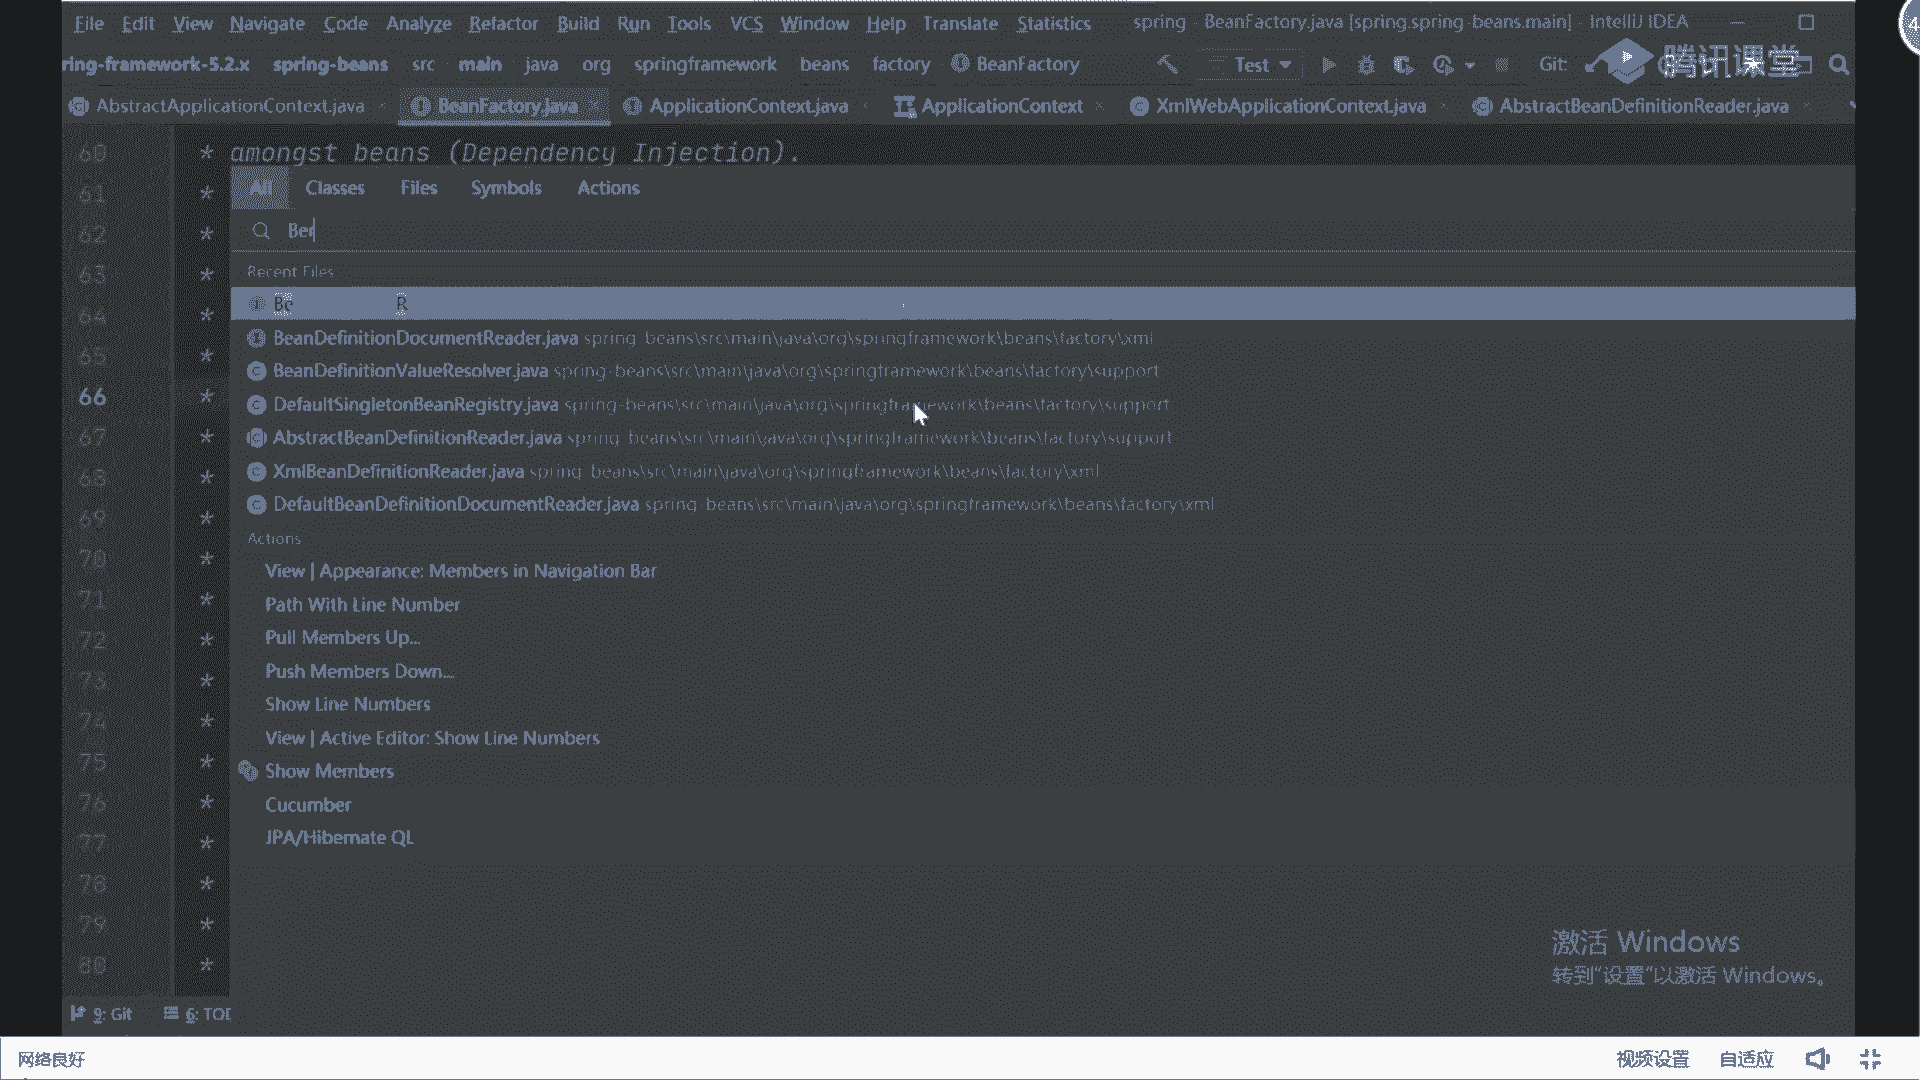 File Edit View Navigate Code Analyze Refactor Build Run Tools VCS Window Help Translate Statistics spring - BeanFactory.java [spring.spring-beans.main] - IntelliJ IDEA
ring-framework-5.2.x spring-beans src main java org springframework beans factory BeanFactory Test Git: 腾讯课堂
AbstractApplicationContext.java BeanFactory.java ApplicationContext.java ApplicationContext XmlWebApplicationContext.java AbstractBeanDefinitionReader.java
60 * amongst beans (Dependency Injection).
All Classes Files Symbols Actions
61 *
62 *
63 *
64 *
65 *
66 *
67 *
68 *
69 *
70 *
71 *
72 *
73 *
74 *
75 *
76 *
77 *
78 *
79 *
80 *
Recent Files
Be R
BeanDefinitionDocumentReader.java spring-beans\src\main\java\org\springframework\beans\factory\xml
BeanDefinitionValueResolver.java spring-beans\src\main\java\org\springframework\beans\factory\support
DefaultSingletonBeanRegistry.java spring-beans\src\main\java\org\springframework\beans\factory\support
AbstractBeanDefinitionReader.java spring-beans\src\main\java\org\springframework\beans\factory\support
XmlBeanDefinitionReader.java spring-beans\src\main\java\org\springframework\beans\factory\xml
DefaultBeanDefinitionDocumentReader.java spring-beans\src\main\java\org\springframework\beans\factory\xml
Actions
View | Appearance: Members in Navigation Bar
Path With Line Number
Pull Members Up...
Push Members Down...
Show Line Numbers
View | Active Editor: Show Line Numbers
Show Members
Cucumber
JPA/Hibernate QL
激活 Windows
转到"设置"以激活 Windows。
9: Git 6: TOD
网络良好 视频设置 自适应